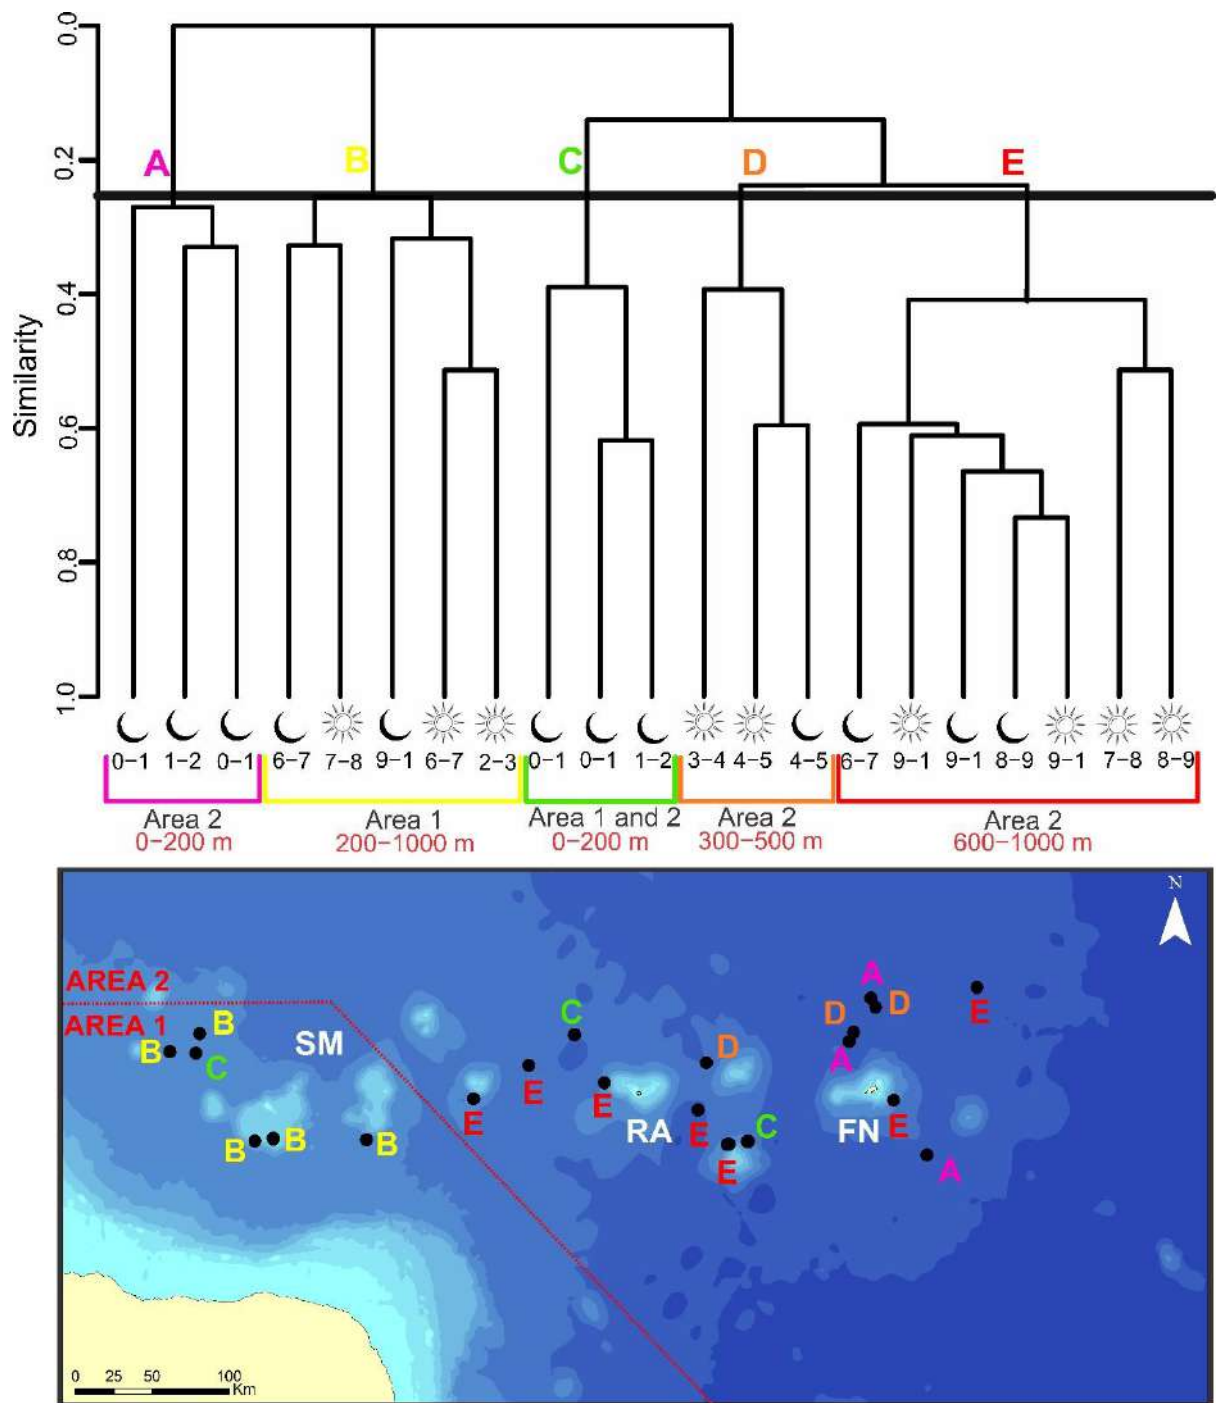 0.0
A B C D E
0.2
0.4
Similarity
0.6
0.8
1.0
0–1 1–2 0–1 6–7 7–8 9–1 6–7 2–3 0–1 0–1 1–2 3–4 4–5 4–5 6–7 9–1 9–1 8–9 9–1 7–8 8–9
Area 2 Area 1 Area 1 and 2 Area 2 Area 2
0–200 m 200–1000 m 0–200 m 300–500 m 600–1000 m
N
AREA 2
A
E
D
D
AREA 1
B
SM
C
B
C
D
A
E
E
E
RA
E
FN
E
B
B
B
C
E
A
0 25 50 100
Km